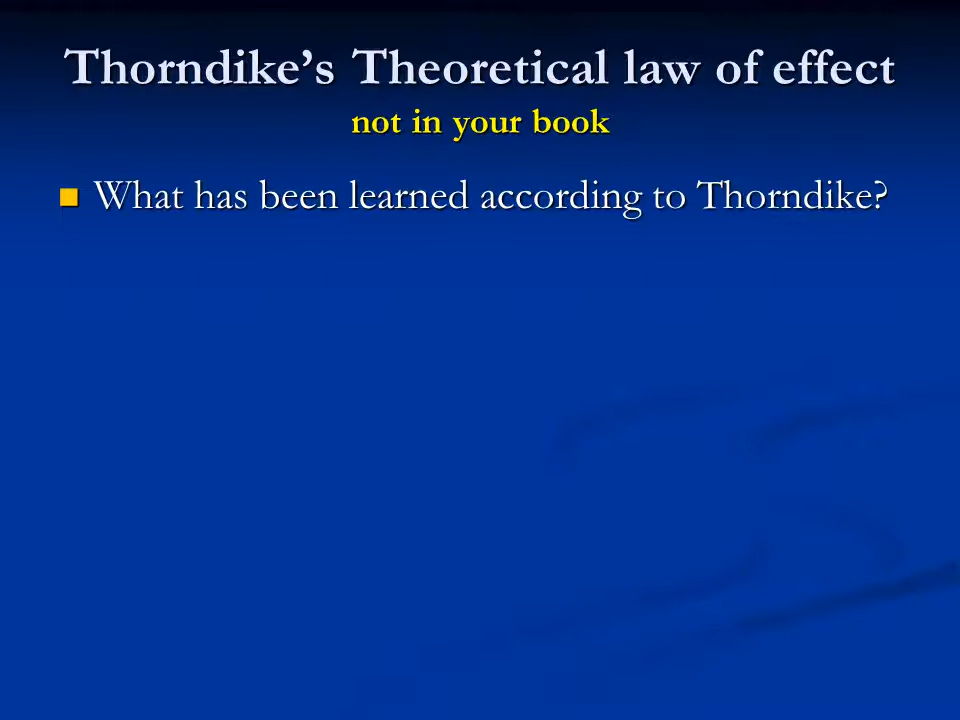 Thorndike’s Theoretical law of effect
not in your book
What has been learned according to Thorndike?